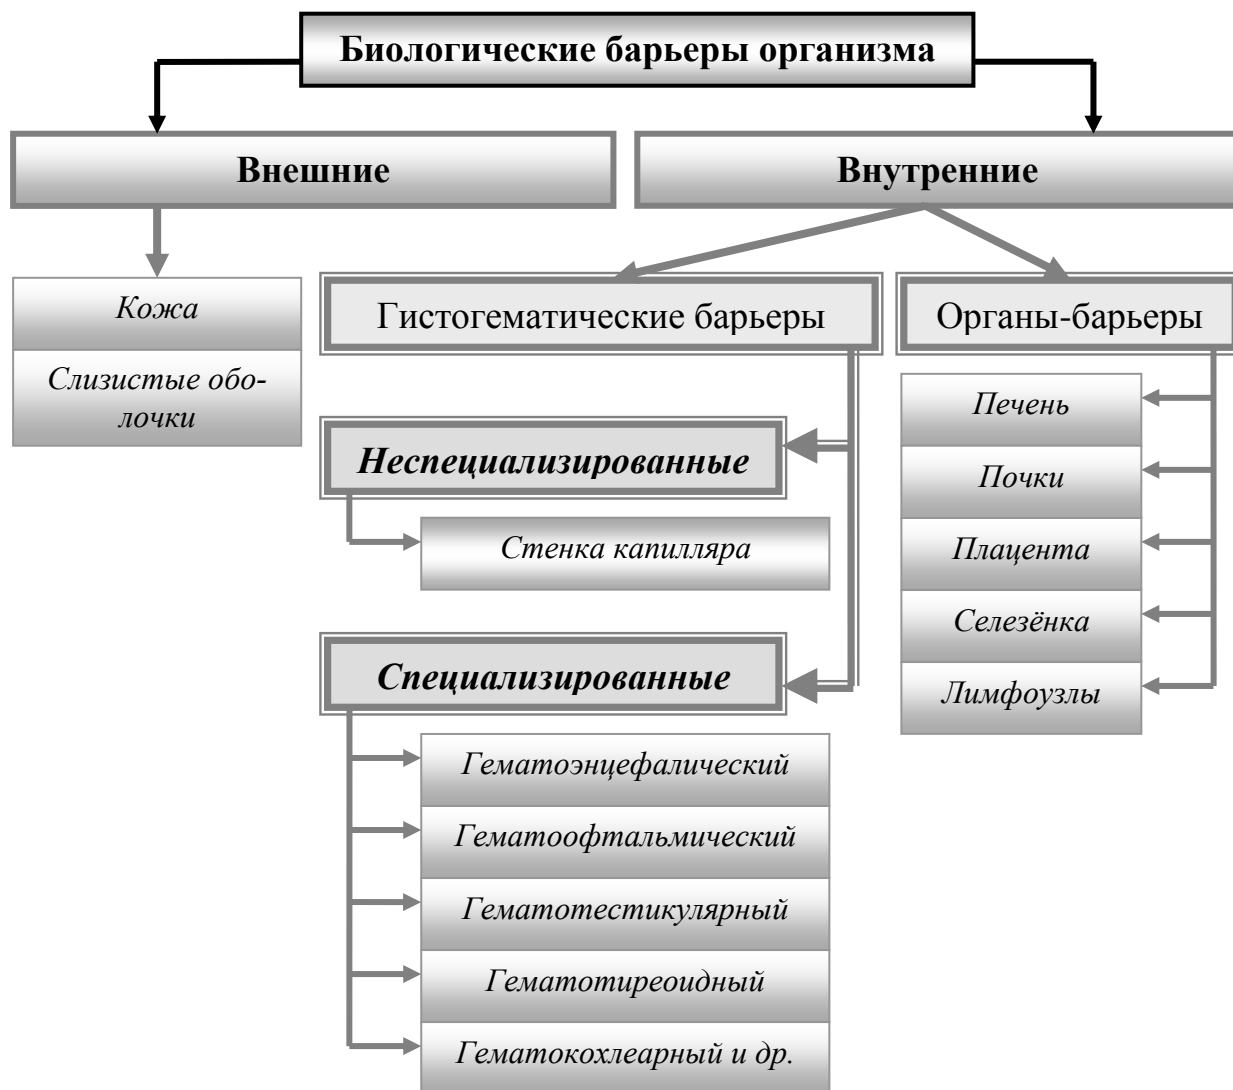 Биологические барьеры организма
Внешние
Внутренние
Кожа
Слизистые обо-
лочки
Гистогематические барьеры
Неспециализированные
Стенка капилляра
Специализированные
Гематоэнцефалический
Гематоофтальмический
Гематотестикулярный
Гематотиреоидный
Гематокохлеарный и др.
Органы-барьеры
Печень
Почки
Плацента
Селезёнка
Лимфоузлы